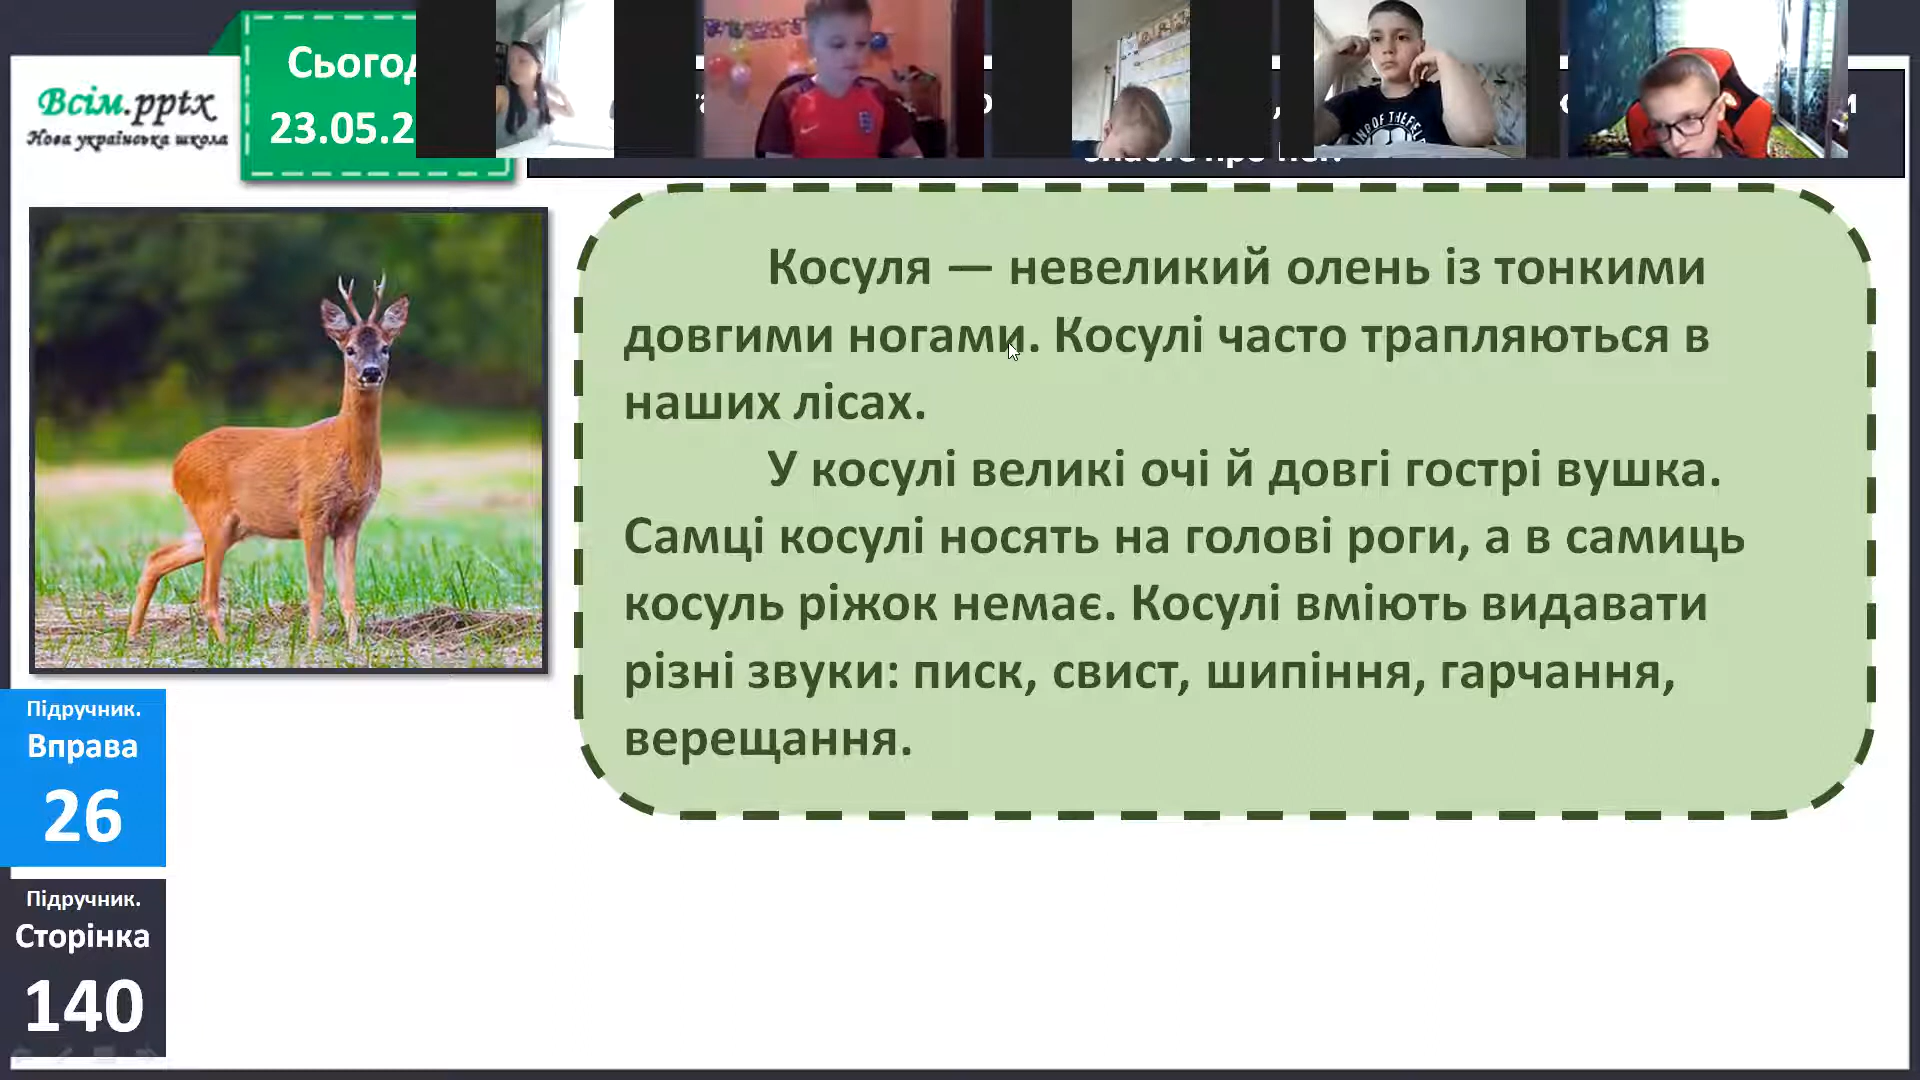 Всім.pptx
Нова українська школа
23.05.2
Косуля — невеликий олень із тонкими
довгими ногами. Косулі часто трапляються в
наших лісах.
У косулі великі очі й довгі гострі вушка.
Самці косулі носять на голові роги, а в самиць
косуль ріжок немає. Косулі вміють видавати
різні звуки: писк, свист, шипіння, гарчання,
верещання.
Підручник.
Вправа
26
Підручник.
Сторінка
140